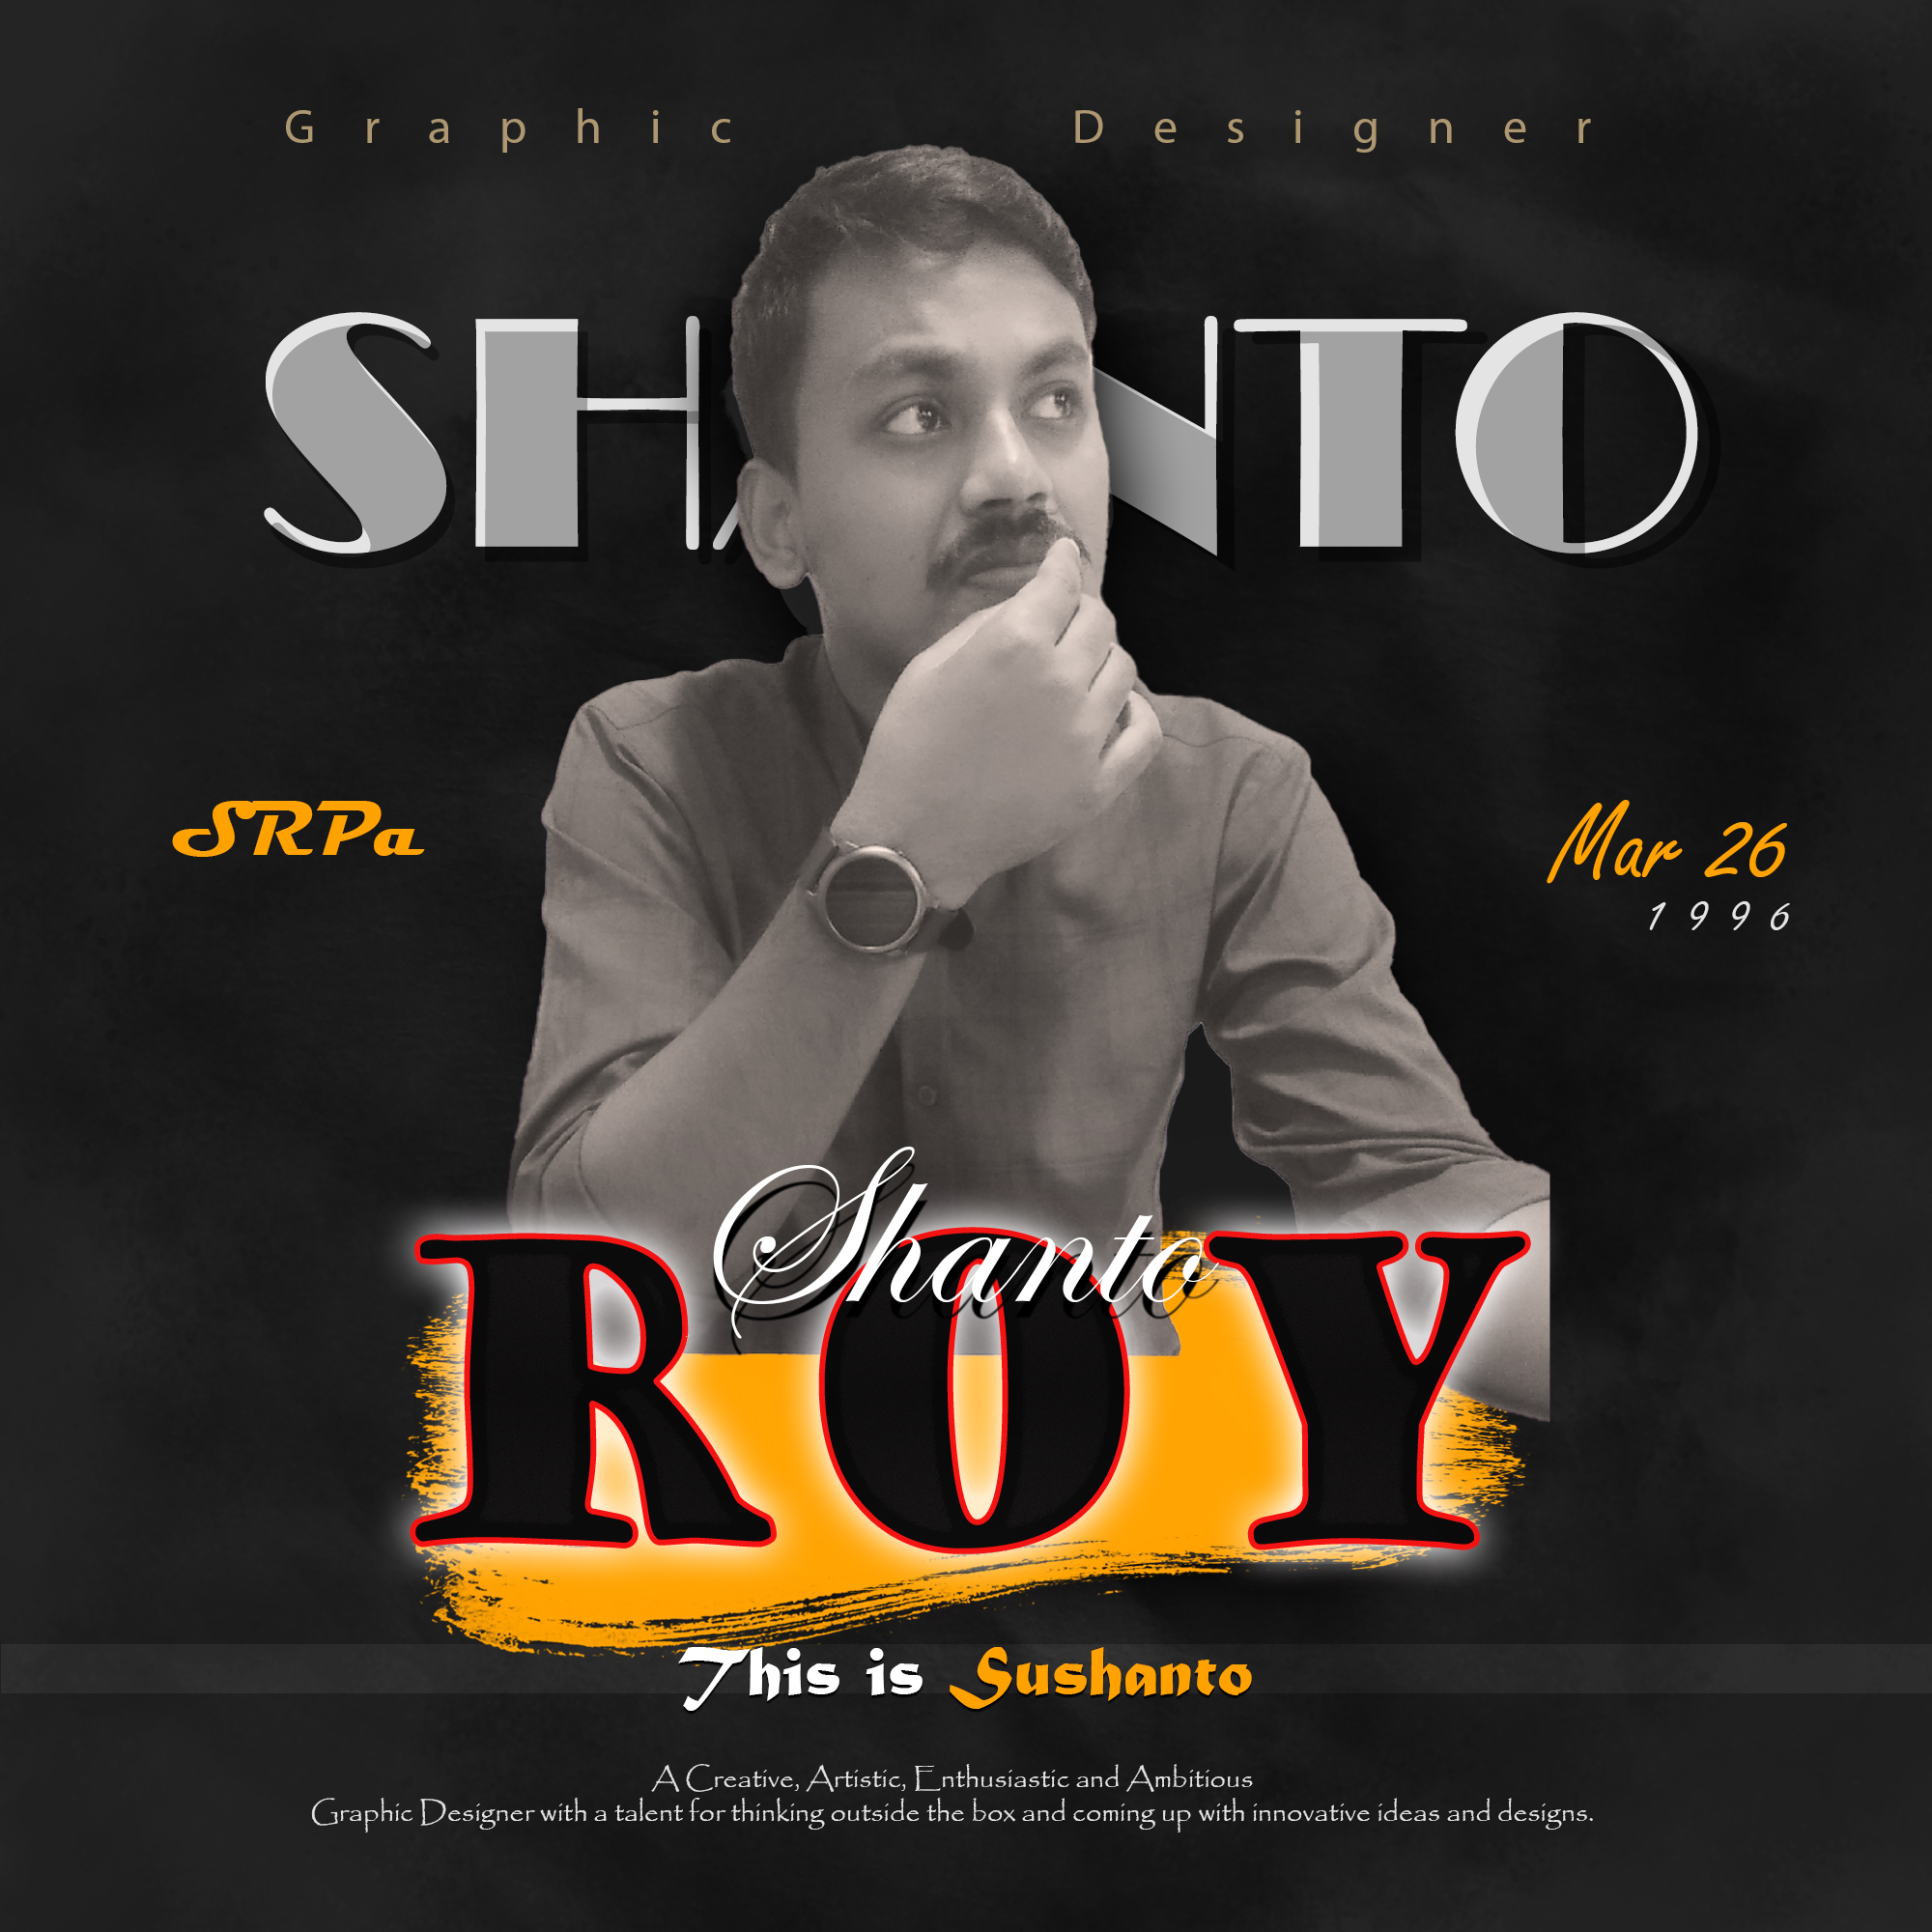 Graphic Designer
SHANTO
SRPa
Mar 26
1996
Shanto
ROY
This is Sushanto
A Creative, Artistic, Enthusiastic and Ambitious
Graphic Designer with a talent for thinking outside the box and coming up with innovative ideas and designs.